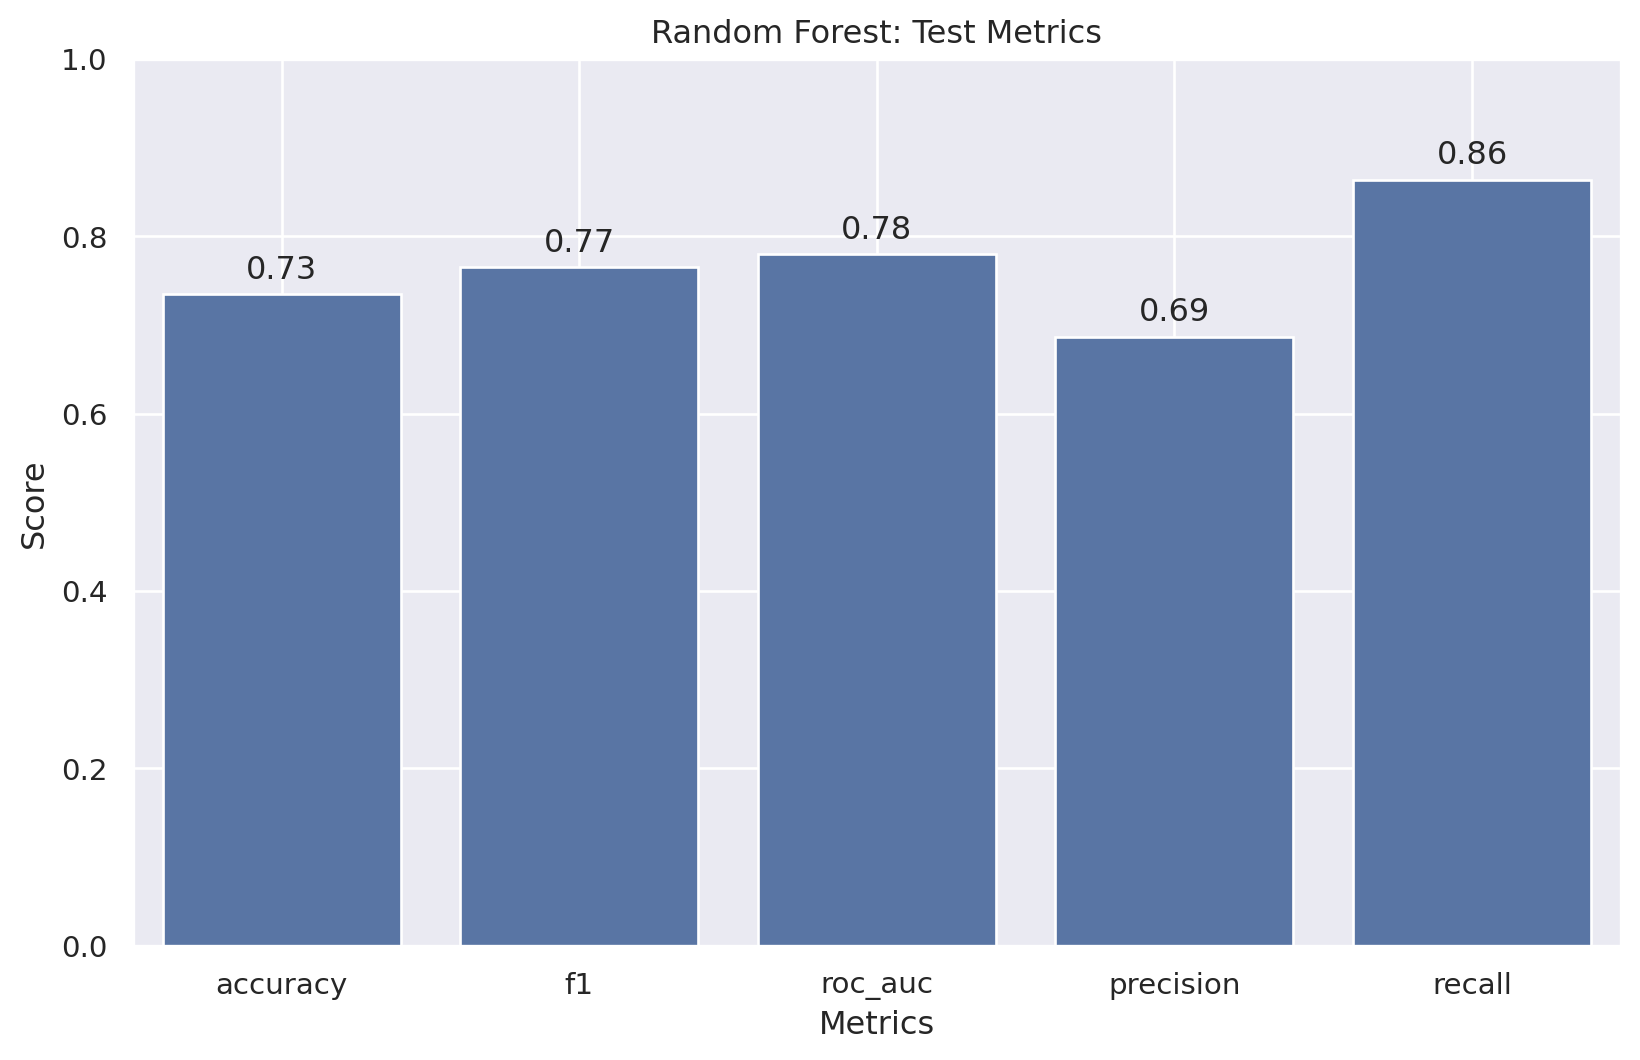 Random Forest: Test Metrics
1.0
0.8
0.6
0.4
0.2
0.0
Score
0.73
0.77
0.78
0.69
0.86
accuracy
f1
roc_auc
precision
recall
Metrics